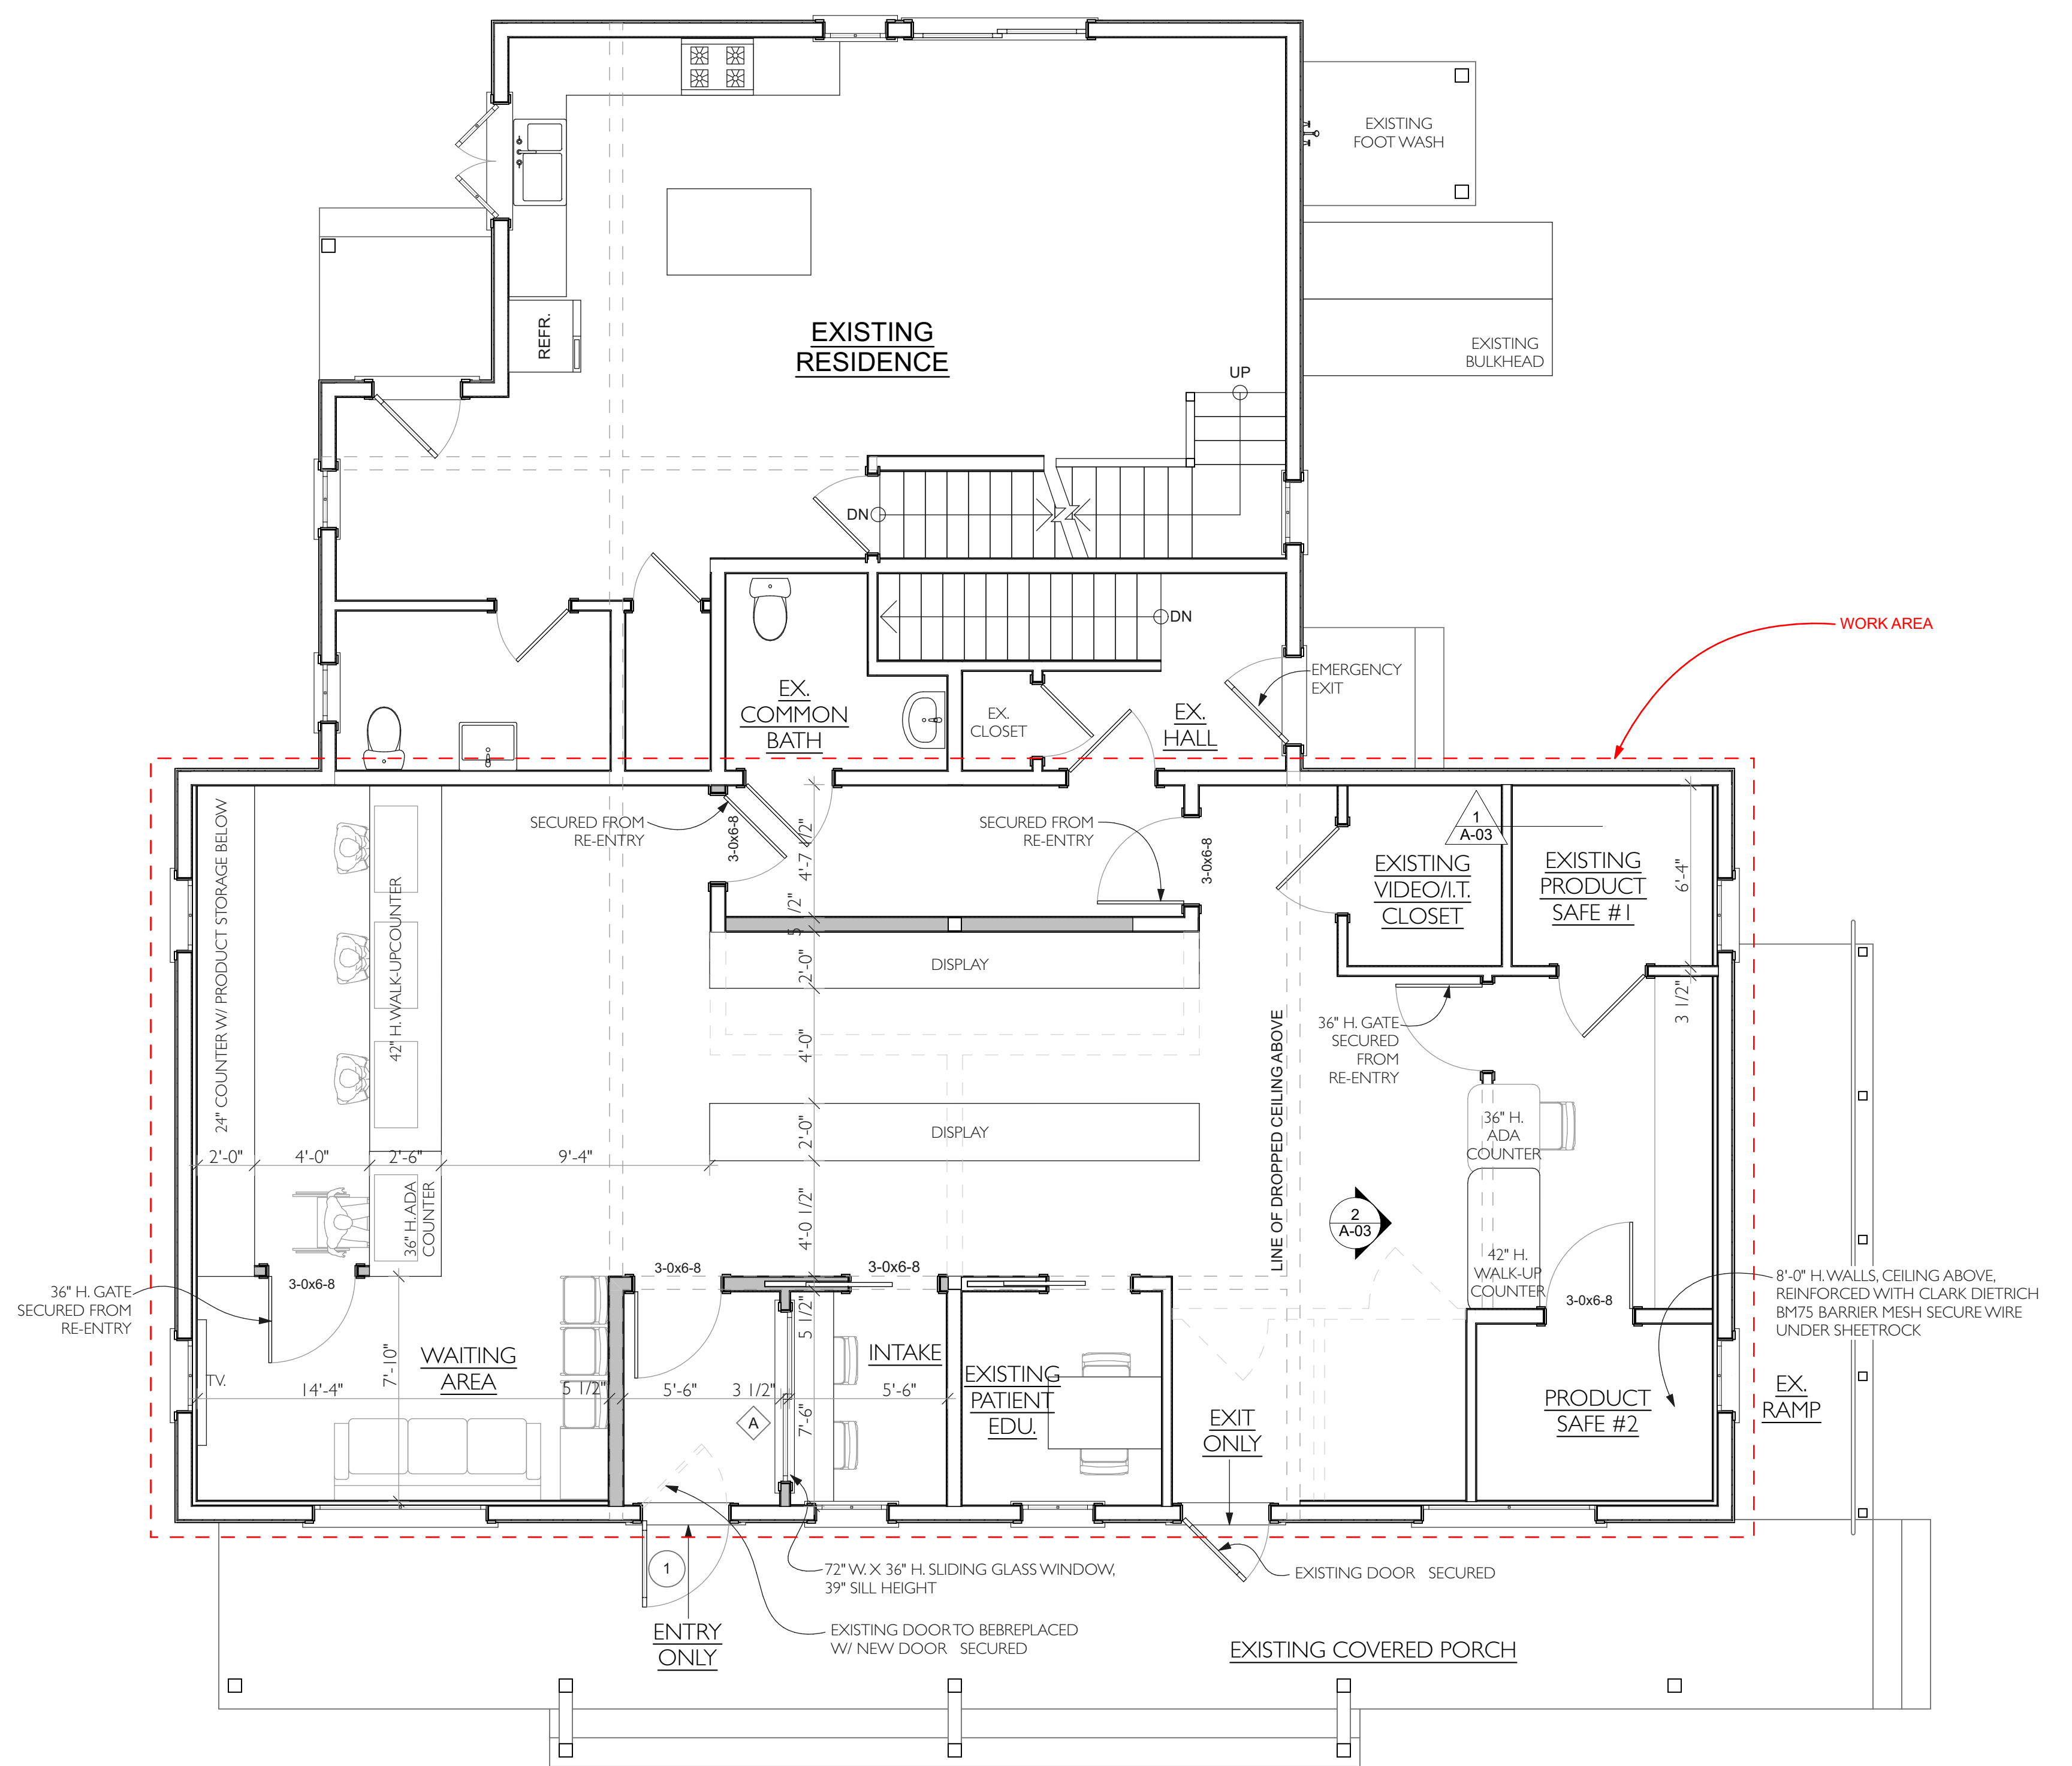 EXISTING
FOOT WASH
REFR.
EXISTING
RESIDENCE
EXISTING
BULKHEAD
UP
DN
DN
WORK AREA
EMERGENCY
EXIT
EX.
COMMON
BATH
EX.
CLOSET
EX.
HALL
24" COUNTER W/ PRODUCT STORAGE BELOW
42" H. WALK-UPCOUNTER
SECURED FROM
RE-ENTRY
3-0x6-8
4'-7 1/2"
5 1/2"
SECURED FROM
RE-ENTRY
3-0x6-8
EXISTING
VIDEO/I.T.
CLOSET
1
A-03
EXISTING
PRODUCT
SAFE #1
6'-4"
3 1/2"
DISPLAY
2'-0"
4'-0"
36" H. GATE
SECURED
FROM
RE-ENTRY
LINE OF DROPPED CEILING ABOVE
DISPLAY
2'-0"
36" H.
ADA
COUNTER
2'-0"
4'-0"
2'-6"
9'-4"
36" H. ADA
COUNTER
4'-0 1/2"
2
A-03
42" H.
WALK-UP
COUNTER
3-0x6-8
8'-0" H. WALLS, CEILING ABOVE,
REINFORCED WITH CLARK DIETRICH
BM75 BARRIER MESH SECURE WIRE
UNDER SHEETROCK
36" H. GATE
SECURED FROM
RE-ENTRY
3-0x6-8
3-0x6-8
3-0x6-8
5 1/2"
WAITING
AREA
7'-10"
TV.
14'-4"
5 1/2"
5'-6"
3 1/2"
5'-6"
A
7'-6"
INTAKE
EXISTING
PATIENT
EDU.
EXIT
ONLY
PRODUCT
SAFE #2
EX.
RAMP
1
72" W. X 36" H. SLIDING GLASS WINDOW,
39" SILL HEIGHT
EXISTING DOOR SECURED
ENTRY
ONLY
EXISTING DOOR TO BEBREPLACED
W/ NEW DOOR SECURED
EXISTING COVERED PORCH